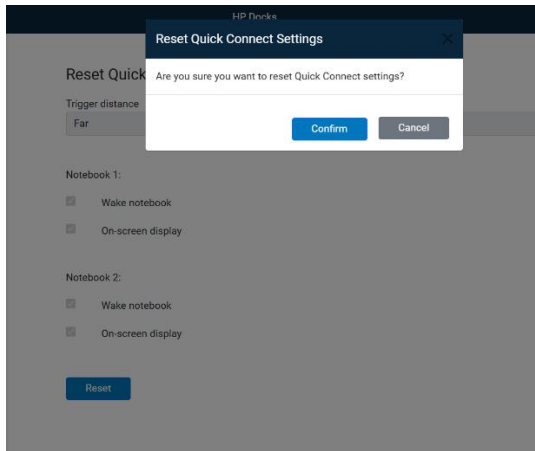 HP Docks
Reset Quick Connect Settings
Are you sure you want to reset Quick Connect settings?
Confirm
Cancel
Reset Quick
Trigger distance
Far
Notebook 1:
Wake notebook
On-screen display
Notebook 2:
Wake notebook
On-screen display
Reset